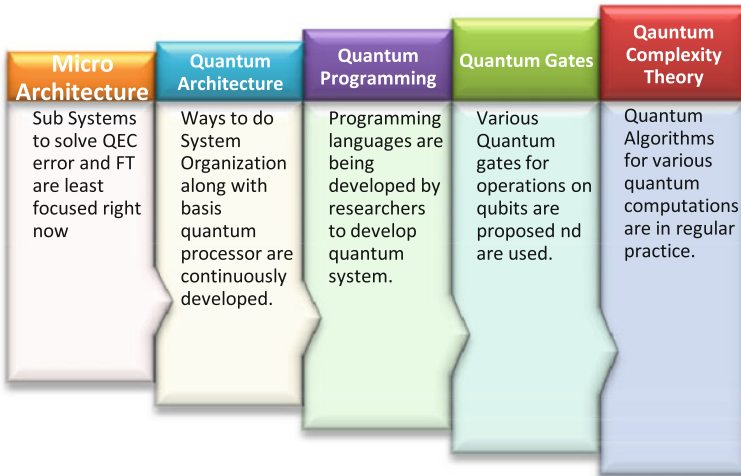 Micro
Architecture
Sub Systems
to solve QEC
error and FT
are least
focused right
now
Quantum
Architecture
Ways to do
System
Organization
along with
basis
quantum
processor are
continuously
developed.
Quantum
Programming
Programming
languages are
being
developed by
researchers
to develop
quantum
system.
Quantum Gates
Various
Quantum
gates for
operations on
qubits are
proposed nd
are used.
Qauntum
Complexity
Theory
Quantum
Algorithms
for various
quantum
computations
are in regular
practice.